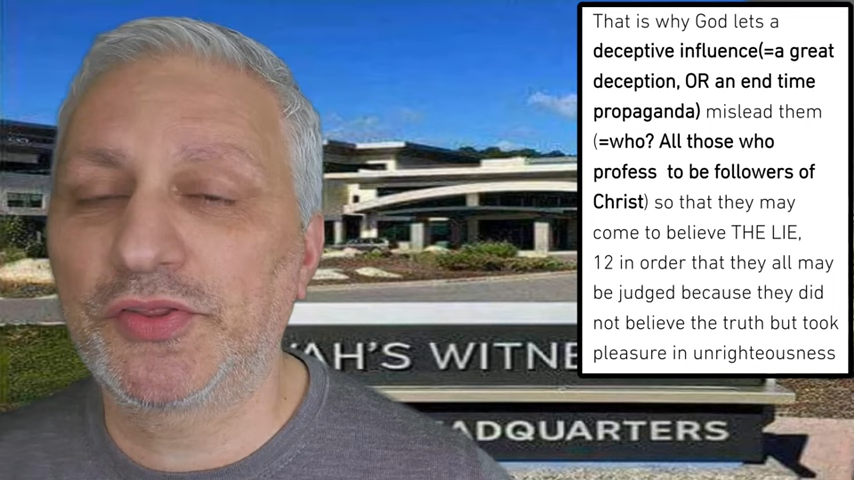 That is why God lets a
deceptive influence(=a great
deception, OR an end time
propaganda) mislead them
(=who? All those who
profess to be followers of
Christ) so that they may
come to believe THE LIE,
12 in order that they all may
be judged because they did
not believe the truth but took
pleasure in unrighteousness
'AH'S WITNE
EADQUARTERS